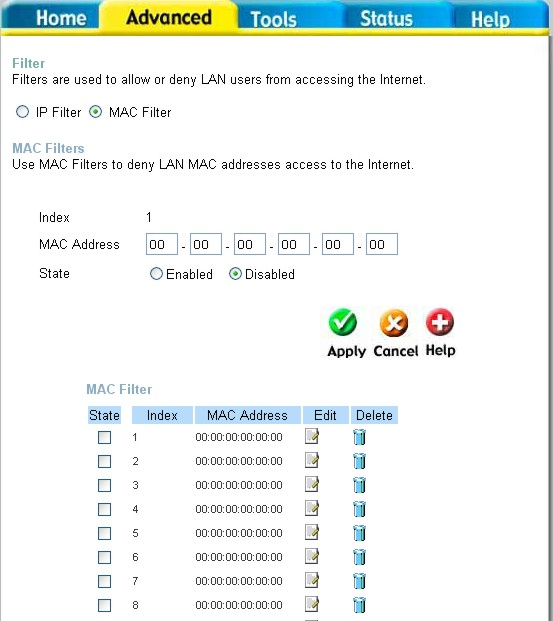 Home Advanced Tools Status Help
Filter
Filters are used to allow or deny LAN users from accessing the Internet.
IP Filter MAC Filter
MAC Filters
Use MAC Filters to deny LAN MAC addresses access to the Internet.
Index 1
MAC Address 00 - 00 - 00 - 00 - 00 - 00
State Enabled Disabled
Apply Cancel Help
MAC Filter
State Index MAC Address Edit Delete
1 00:00:00:00:00:00
2 00:00:00:00:00:00
3 00:00:00:00:00:00
4 00:00:00:00:00:00
5 00:00:00:00:00:00
6 00:00:00:00:00:00
7 00:00:00:00:00:00
8 00:00:00:00:00:00